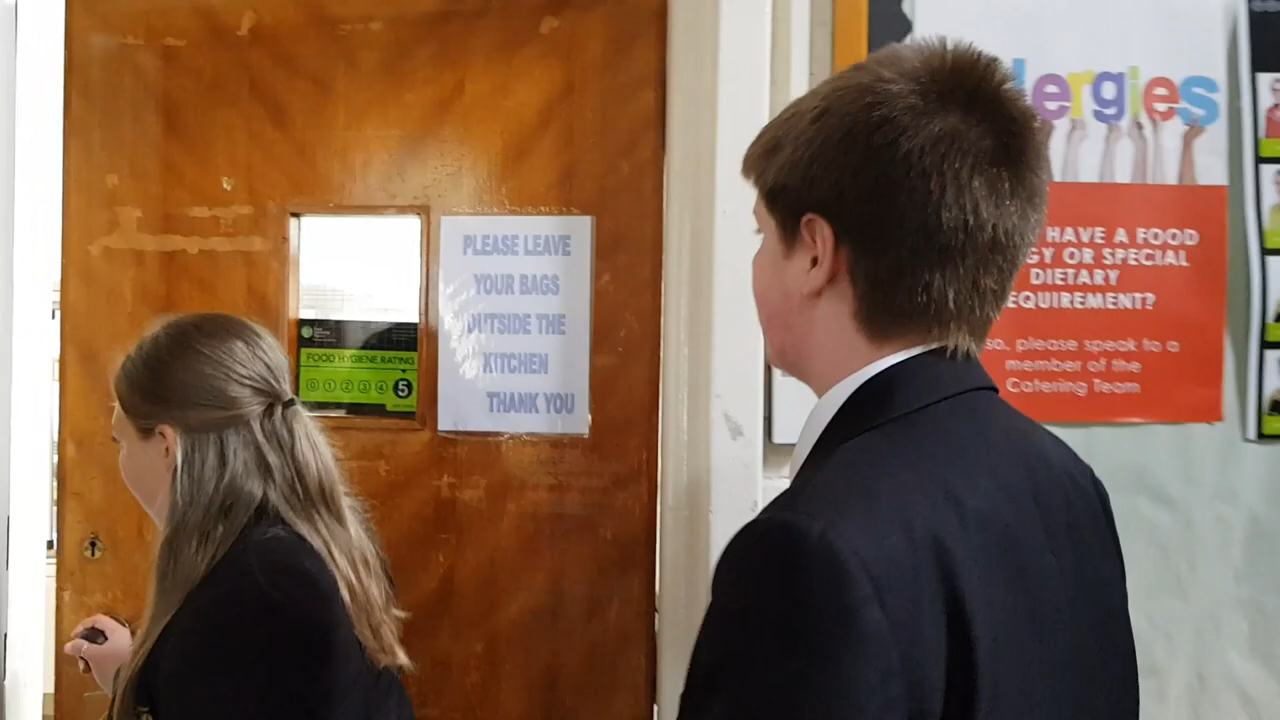 FOOD HYGIENE RATING
0 1 2 3 4 5
PLEASE LEAVE
YOUR BAGS
OUTSIDE THE
KITCHEN
THANK YOU
lergies
HAVE A FOOD
GY OR SPECIAL
DIETARY
EQUIREMENT?
so, please speak to a
member of the
Catering Team